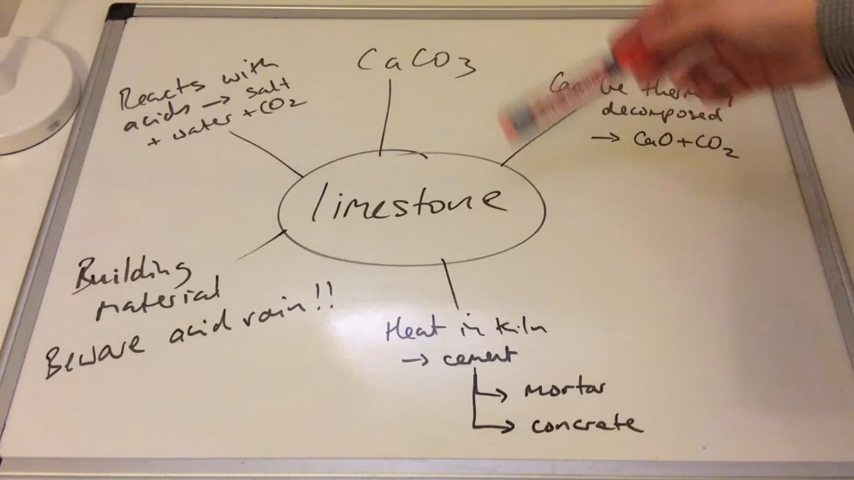 CaCO3
Reacts with
acids → salt
+ water + CO2
Can be
decomposed
→ CaO + CO2
limestone
Building
material
Beware acid rain!!
Heat in kiln
→ cement
→ mortar
→ concrete